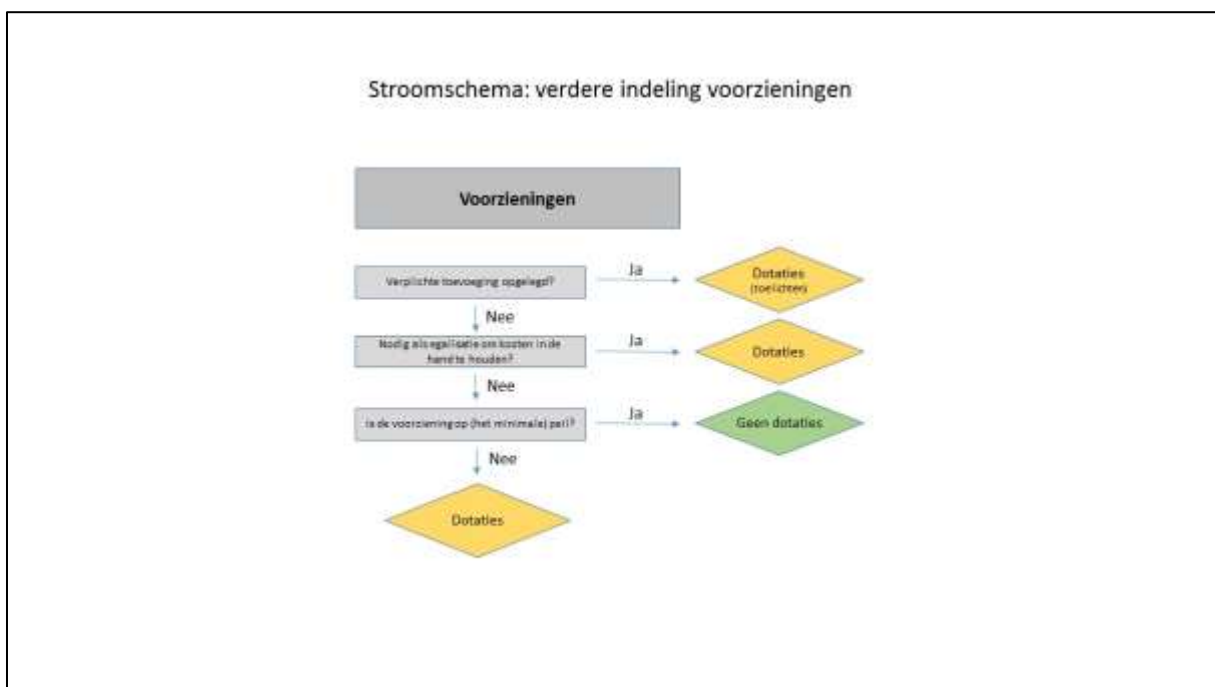 Stroomschema: verdere indeling voorzieningen
Voorzieningen
Verplichte toevoeging opgelegd?
Ja
Dotaties
(toelichten)
Nee
Nodig als egalisatie om kosten in de
hand te houden?
Ja
Dotaties
Nee
Is de voorziening op (het minimale) peil?
Ja
Geen dotaties
Nee
Dotaties